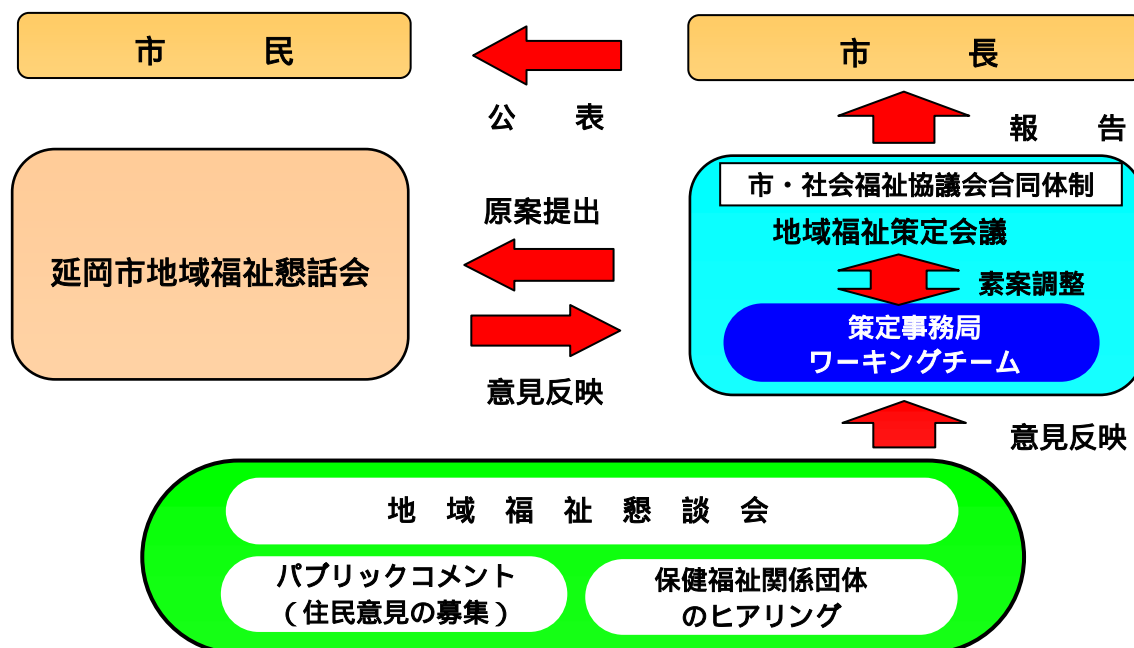 市　　民
市　　長
公　　表
報　　告
市・社会福祉協議会合同体制
原案提出
地域福祉策定会議
延岡市地域福祉懇話会
素案調整
策定事務局
ワーキングチーム
意見反映
意見反映
地　域　福　祉　懇　談　会
パブリックコメント
（住民意見の募集）
保健福祉関係団体
のヒアリング